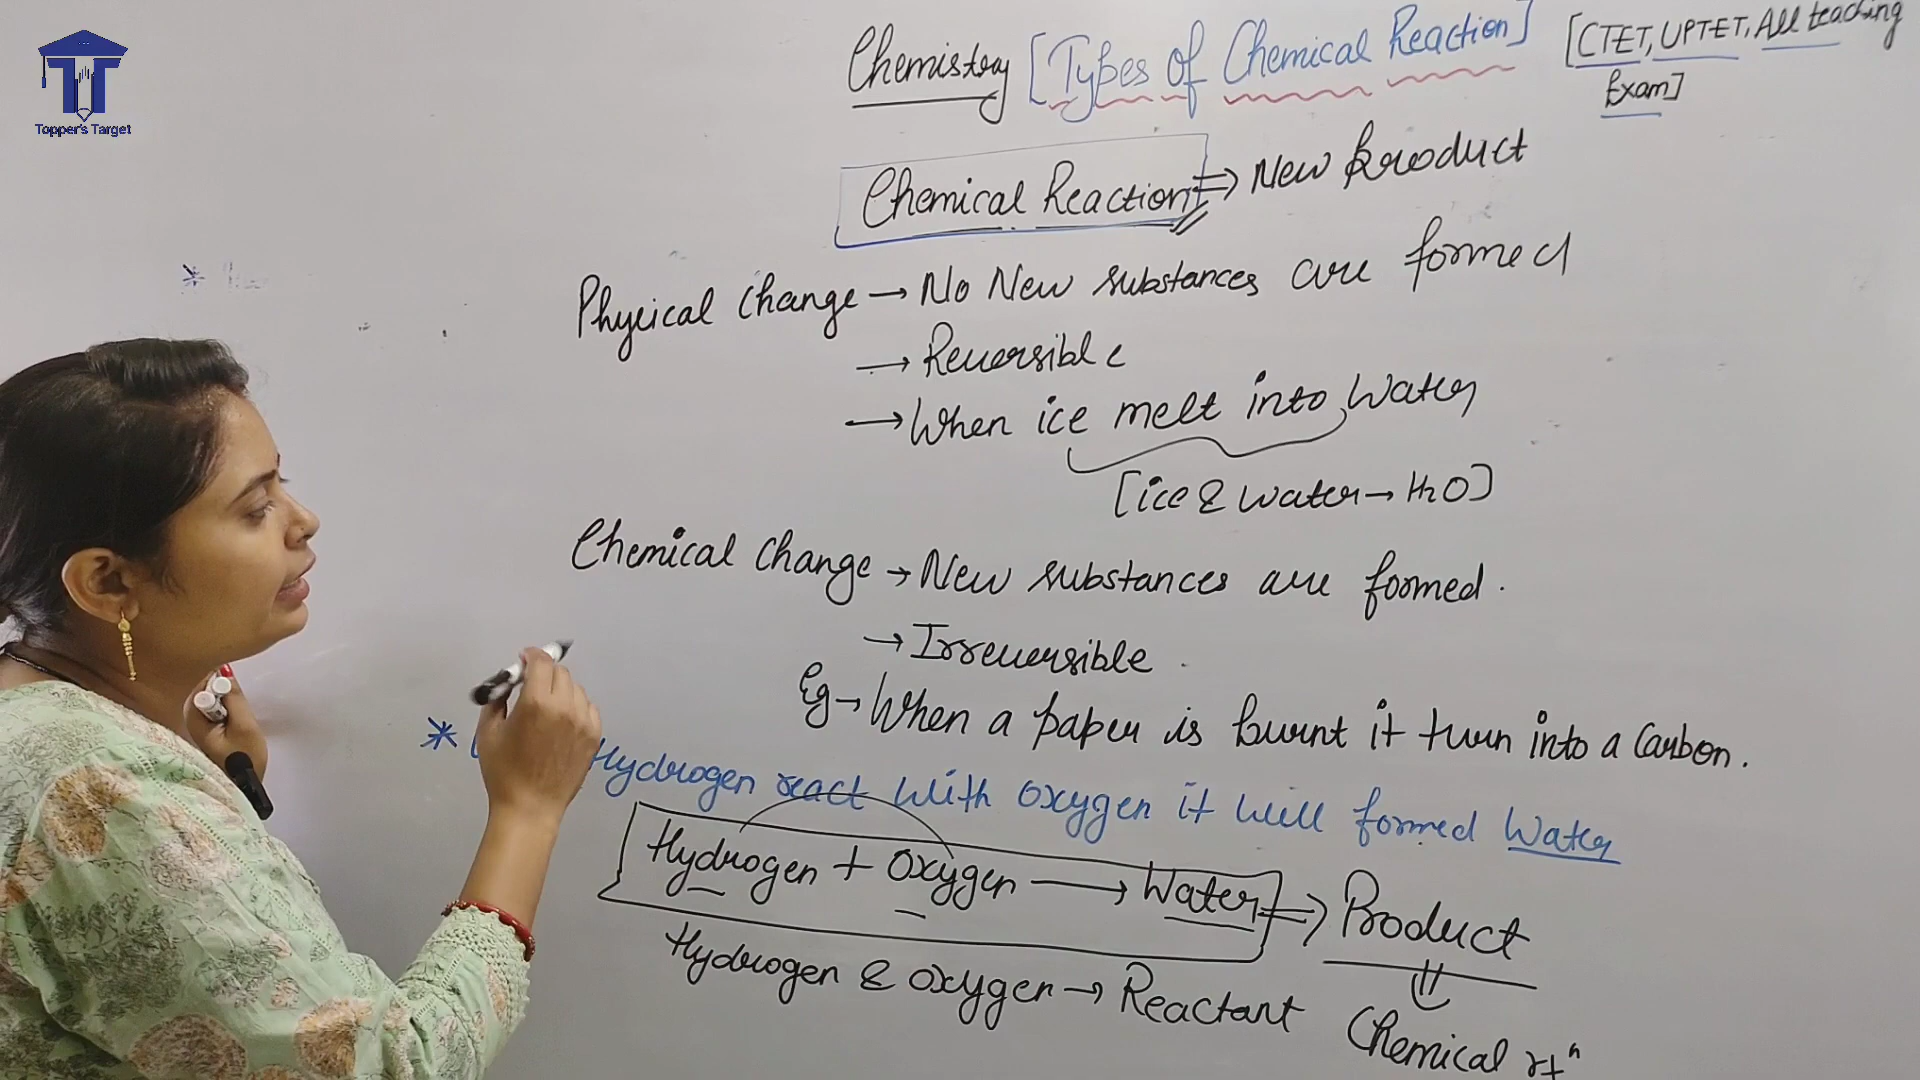 Topper's Target
Chemistry [Types Of Chemical Reaction] [CTET, UPTET, All teaching
Exam]
Chemical Reaction ⇒ New Product
Physical Change → No New substances are formed
→ Reversible
→ When ice melt into Water
[ice & water → H2O]
Chemical Change → New substances are formed.
→ Irreversible.
Eg → When a paper is burnt it turn into a Carbon.
* Hydrogen react with oxygen it will formed Water
Hydrogen + Oxygen → Water ⇒ Product
Hydrogen & oxygen → Reactant
Chemical rxn